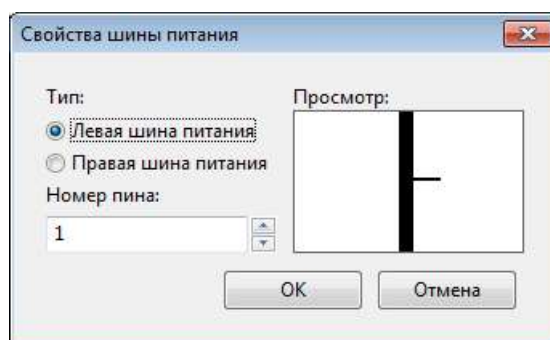 Свойства шины питания
Тип:
Левая шина питания
Правая шина питания
Номер пина:
1
Просмотр:
OK
Отмена